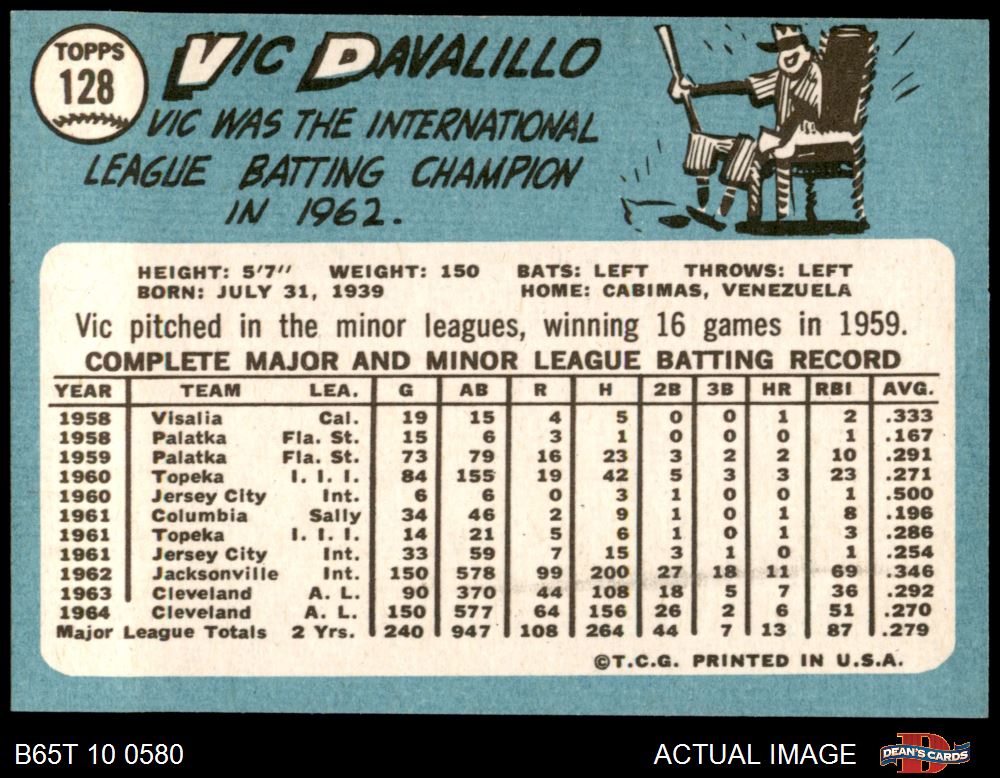 TOPPS
128
VIC DAVALILLO
VIC WAS THE INTERNATIONAL
LEAGUE BATTING CHAMPION
IN 1962.
HEIGHT: 5'7" WEIGHT: 150 BATS: LEFT THROWS: LEFT
BORN: JULY 31, 1939 HOME: CABIMAS, VENEZUELA
Vic pitched in the minor leagues, winning 16 games in 1959.
COMPLETE MAJOR AND MINOR LEAGUE BATTING RECORD
YEAR TEAM LEA. G AB R H 2B 3B HR RBI AVG.
1958 Visalia Cal. 19 15 4 5 0 0 1 2 .333
1958 Palatka Fla. St. 15 6 3 1 0 0 0 1 .167
1959 Palatka Fla. St. 73 79 16 23 3 2 2 10 .291
1960 Topeka I. I. I. 84 155 19 42 5 3 3 23 .271
1960 Jersey City Int. 6 6 0 3 1 0 0 1 .500
1961 Columbia Sally 34 46 2 9 1 0 1 8 .196
1961 Topeka I. I. I. 14 21 5 6 1 0 1 3 .286
1961 Jersey City Int. 33 59 7 15 3 1 0 1 .254
1962 Jacksonville Int. 150 578 99 200 27 18 11 69 .346
1963 Cleveland A. L. 90 370 44 108 18 5 7 36 .292
1964 Cleveland A. L. 150 577 64 156 26 2 6 51 .270
Major League Totals 2 Yrs. 240 947 108 264 44 7 13 87 .279
©T.C.G. PRINTED IN U.S.A.
B65T 10 0580 ACTUAL IMAGE DEAN'S CARDS